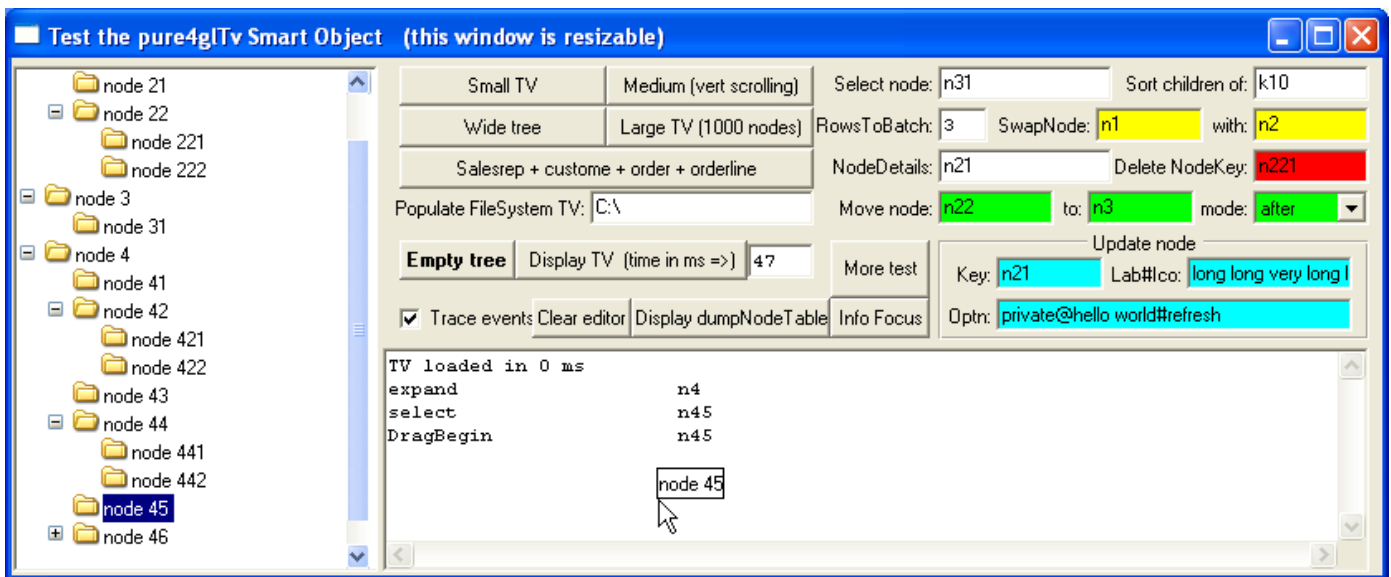 Test the pure4glTv Smart Object (this window is resizable)
node 21
node 22
node 221
node 222
node 3
node 31
node 4
node 41
node 42
node 421
node 422
node 43
node 44
node 441
node 442
node 45
node 46
Small TV Medium (vert scrolling) Select node: n31 Sort children of: k10
Wide tree Large TV (1000 nodes) RowsToBatch: 3 SwapNode: n1 with: n2
Salesrep + custome + order + orderline NodeDetails: n21 Delete NodeKey: n221
Populate FileSystem TV: C:\ Move node: n22 to: n3 mode: after
Update node
Empty tree Display TV (time in ms =>) 47 More test Key: n21 Lab#Ico: long long very long l
Trace events Clear editor Display dumpNodeTable Info Focus Optn: private@hello world#refresh
TV loaded in 0 ms
expand n4
select n45
DragBegin n45
node 45